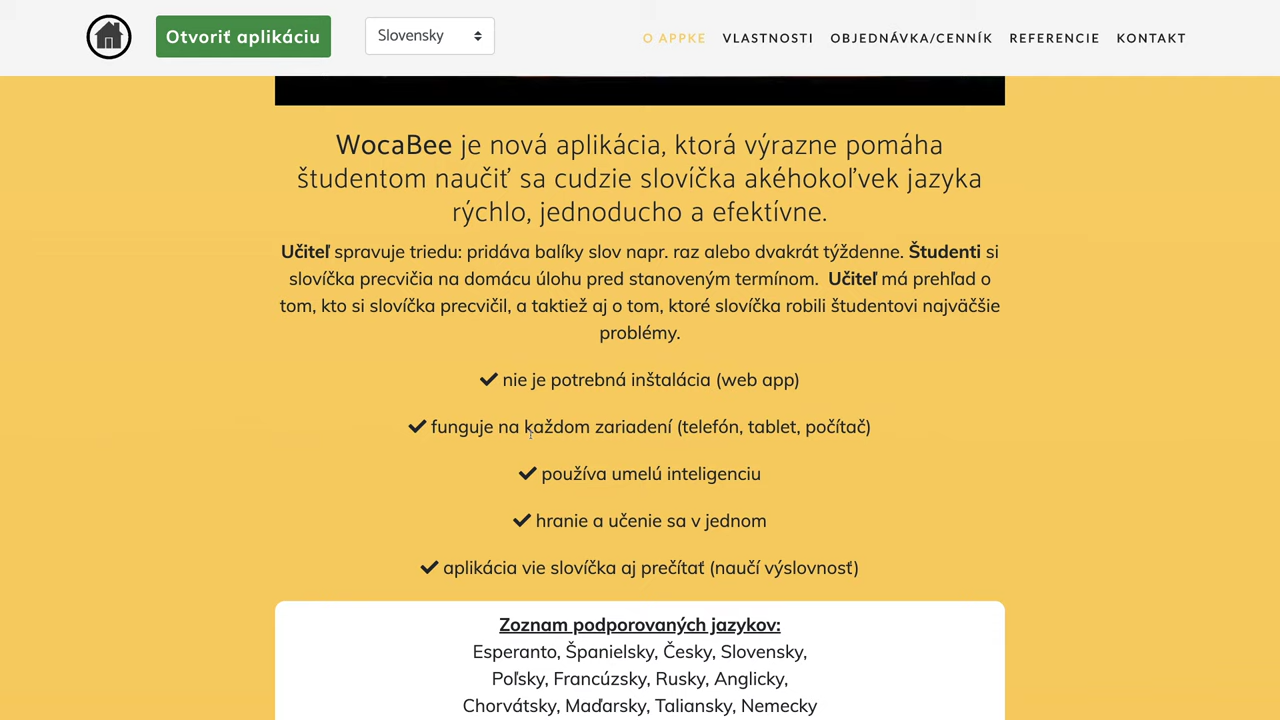 Otvoriť aplikáciu
Slovensky
O APPKE VLASTNOSTI OBJEDNÁVKA/CENNÍK REFERENCIE KONTAKT
WocaBee je nová aplikácia, ktorá výrazne pomáha
študentom naučiť sa cudzie slovíčka akéhokoľvek jazyka
rýchlo, jednoducho a efektívne.
Učiteľ spravuje triedu: pridáva balíky slov napr. raz alebo dvakrát týždenne. Študenti si
slovíčka precvičia na domácu úlohu pred stanoveným termínom. Učiteľ má prehľad o
tom, kto si slovíčka precvičil, a taktiež aj o tom, ktoré slovíčka robili študentovi najväčšie
problémy.
nie je potrebná inštalácia (web app)
funguje na každom zariadení (telefón, tablet, počítač)
používa umelú inteligenciu
hranie a učenie sa v jednom
aplikácia vie slovíčka aj prečítať (naučí výslovnosť)
Zoznam podporovaných jazykov:
Esperanto, Španielsky, Česky, Slovensky,
Poľsky, Francúzsky, Rusky, Anglicky,
Chorvátsky, Maďarsky, Taliansky, Nemecky